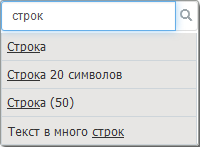 строк
Строка
Строка 20 символов
Строка (50)
Текст в много строк